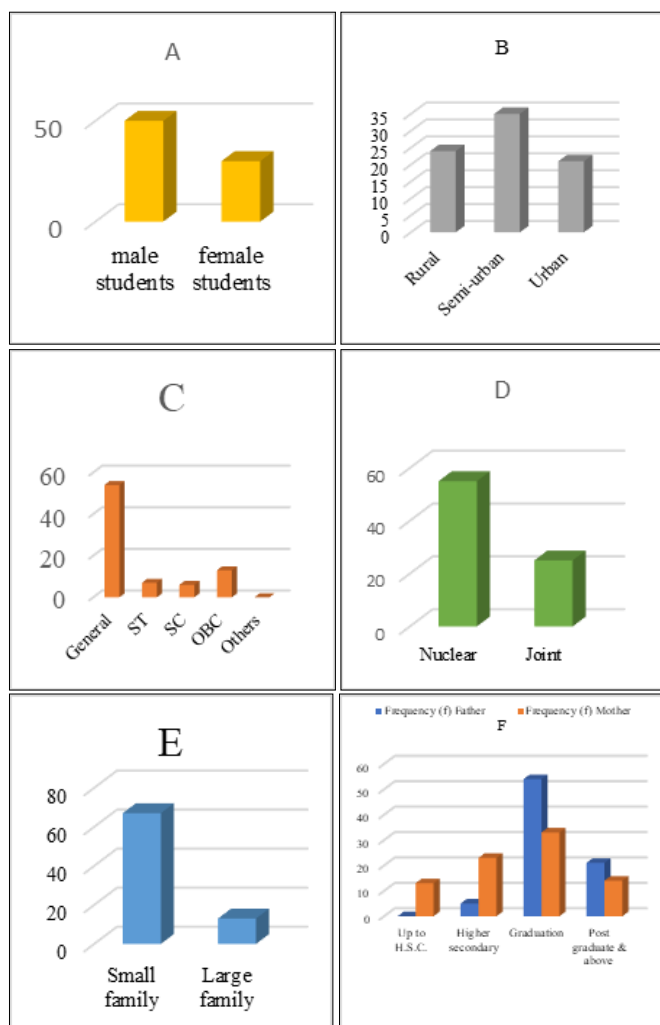 A
50
0
male students
female students
B
35
30
25
20
15
10
5
0
Rural
Semi-urban
Urban
C
60
40
20
0
General
ST
SC
OBC
Others
D
60
40
20
0
Nuclear
Joint
E
80
60
40
20
0
Small family
Large family
Frequency (f) Father
Frequency (f) Mother
F
60
50
40
30
20
10
0
Up to H.S.C.
Higher secondary
Graduation
Post graduate & above